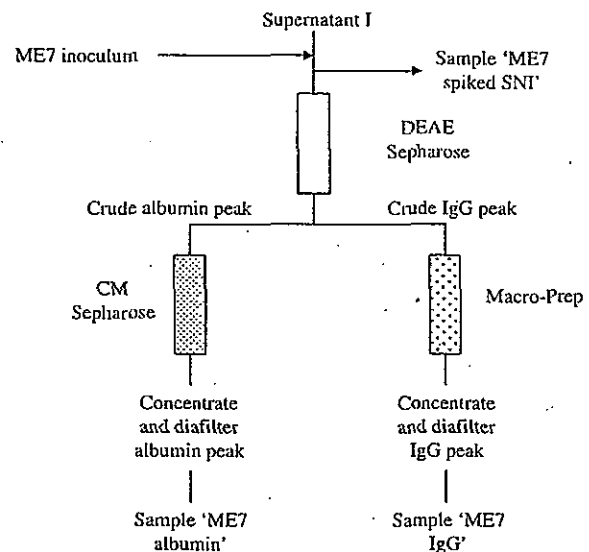 Supernatant I
ME7 inoculum
Sample ‘ME7
spiked SNI’
DEAE
Sepharose
Crude albumin peak
Crude IgG peak
CM
Sepharose
Macro-Prep
Concentrate
and diafilter
albumin peak
Concentrate
and diafilter
IgG peak
Sample ‘ME7
albumin’
Sample ‘ME7
IgG’